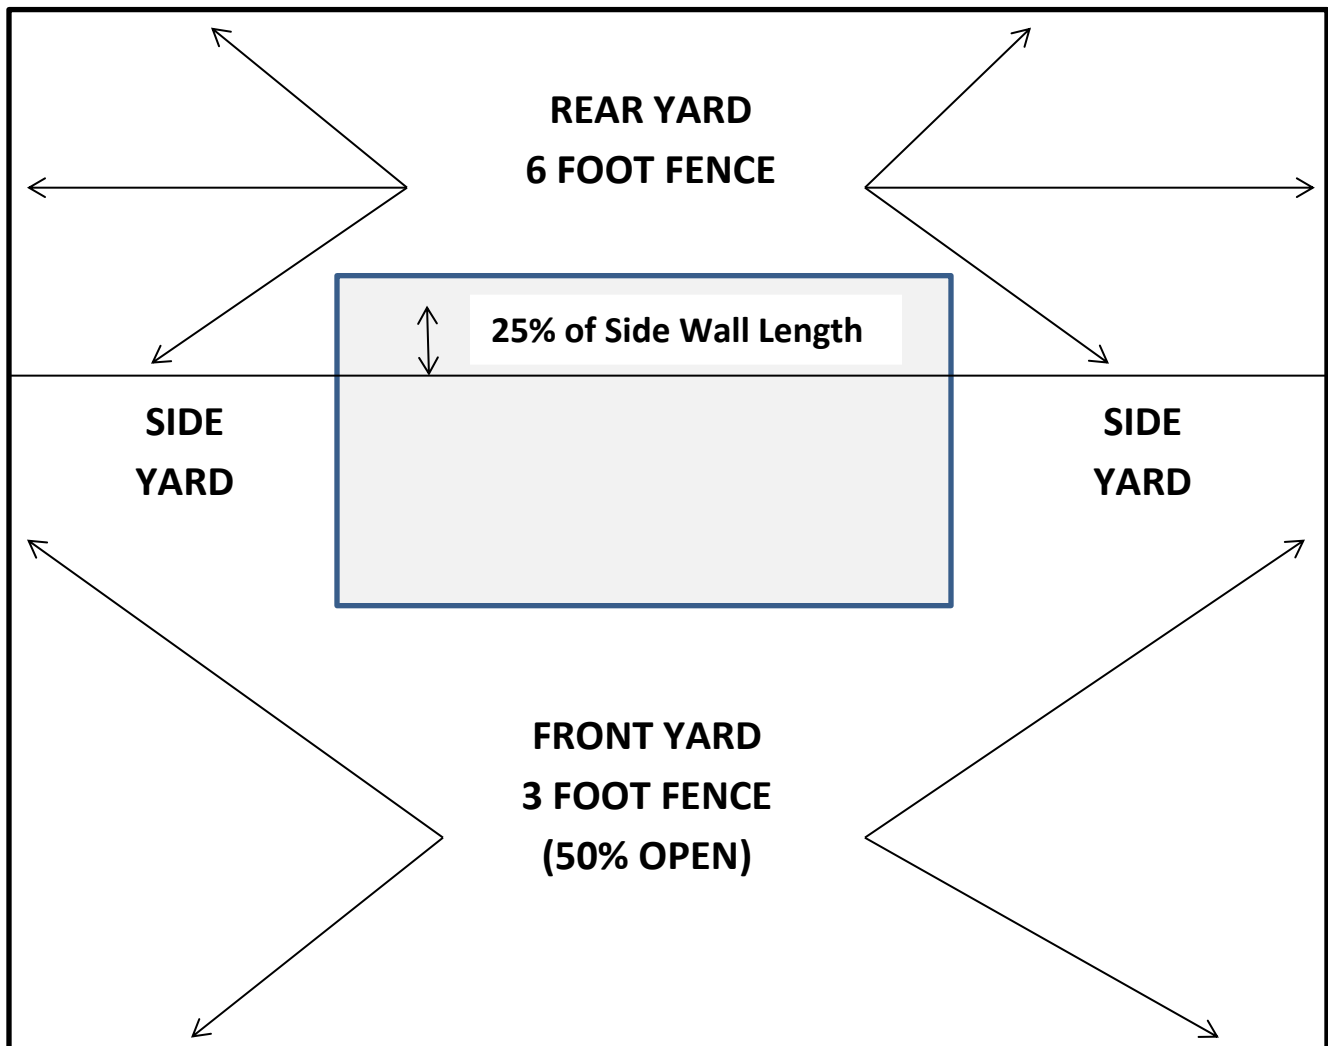 REAR YARD
6 FOOT FENCE
25% of Side Wall Length
SIDE
YARD
SIDE
YARD
FRONT YARD
3 FOOT FENCE
(50% OPEN)